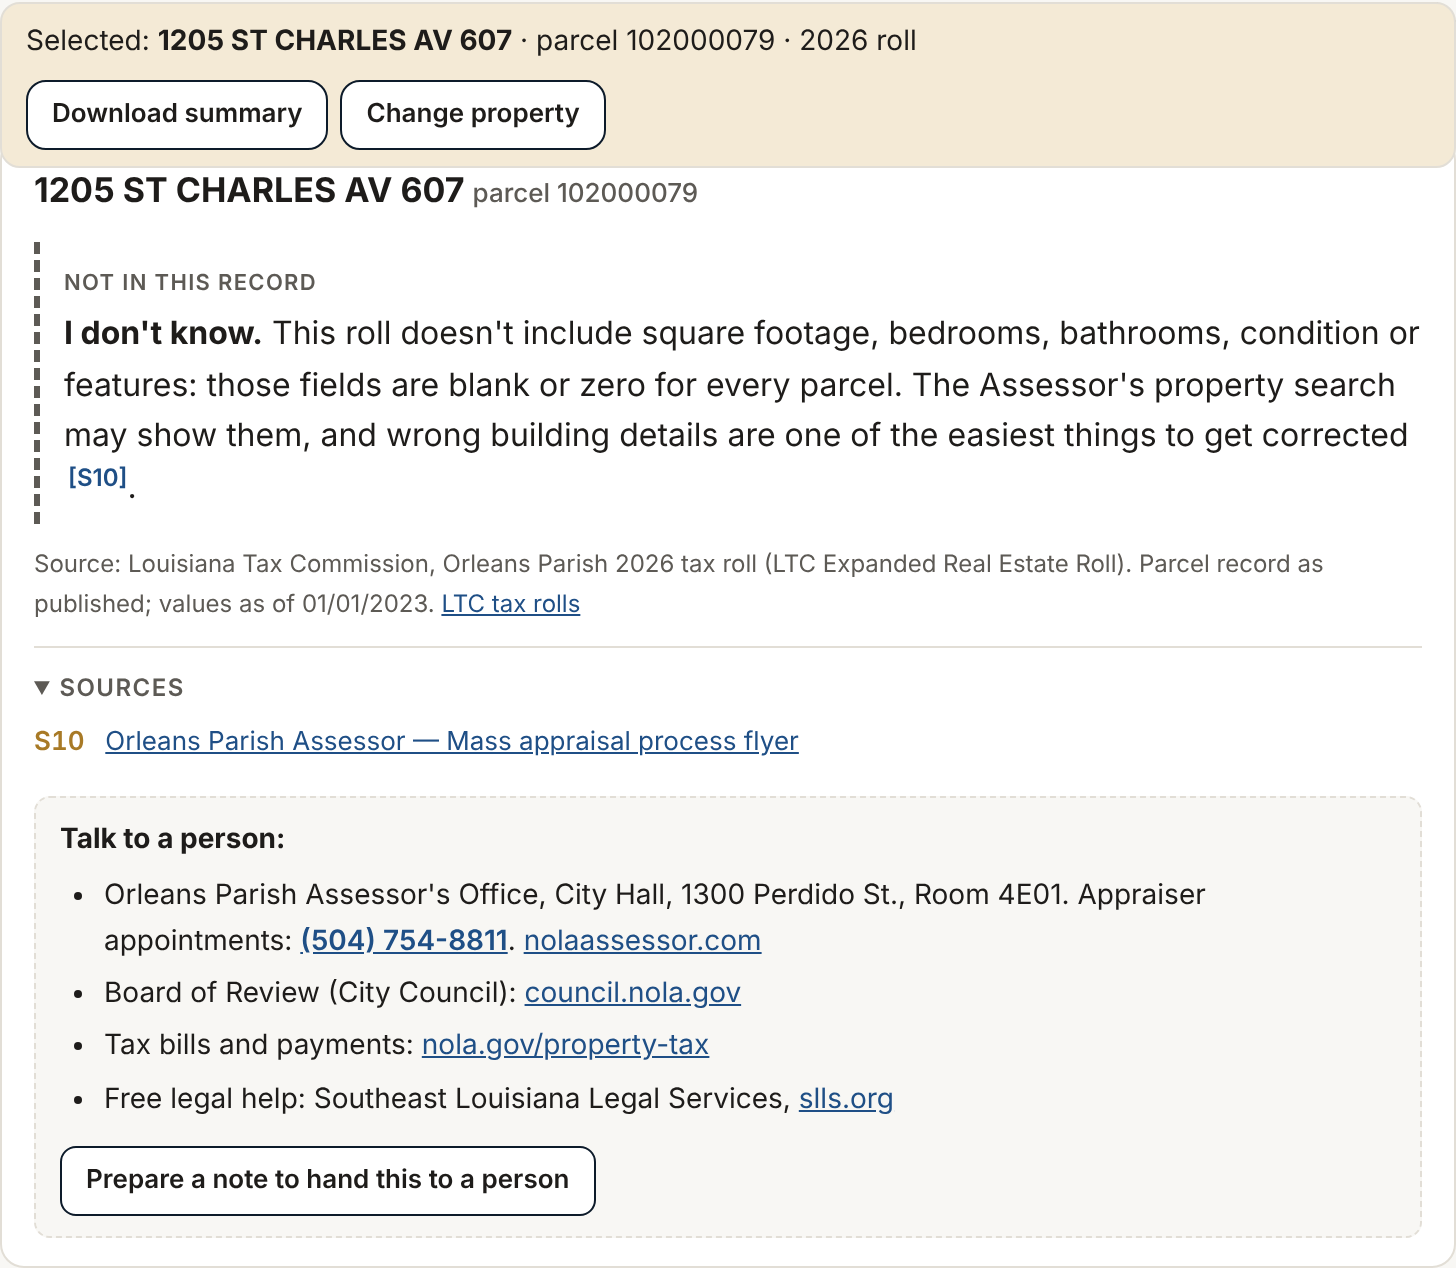 Selected: 1205 ST CHARLES AV 607 · parcel 102000079 · 2026 roll
Download summary
Change property
1205 ST CHARLES AV 607 parcel 102000079
NOT IN THIS RECORD
I don't know. This roll doesn't include square footage, bedrooms, bathrooms, condition or
features: those fields are blank or zero for every parcel. The Assessor's property search
may show them, and wrong building details are one of the easiest things to get corrected
[S10].
Source: Louisiana Tax Commission, Orleans Parish 2026 tax roll (LTC Expanded Real Estate Roll). Parcel record as
published; values as of 01/01/2023. LTC tax rolls
▼ SOURCES
S10 Orleans Parish Assessor — Mass appraisal process flyer
Talk to a person:
• Orleans Parish Assessor's Office, City Hall, 1300 Perdido St., Room 4E01. Appraiser
appointments: (504) 754-8811. nolaassessor.com
• Board of Review (City Council): council.nola.gov
• Tax bills and payments: nola.gov/property-tax
• Free legal help: Southeast Louisiana Legal Services, slls.org
Prepare a note to hand this to a person